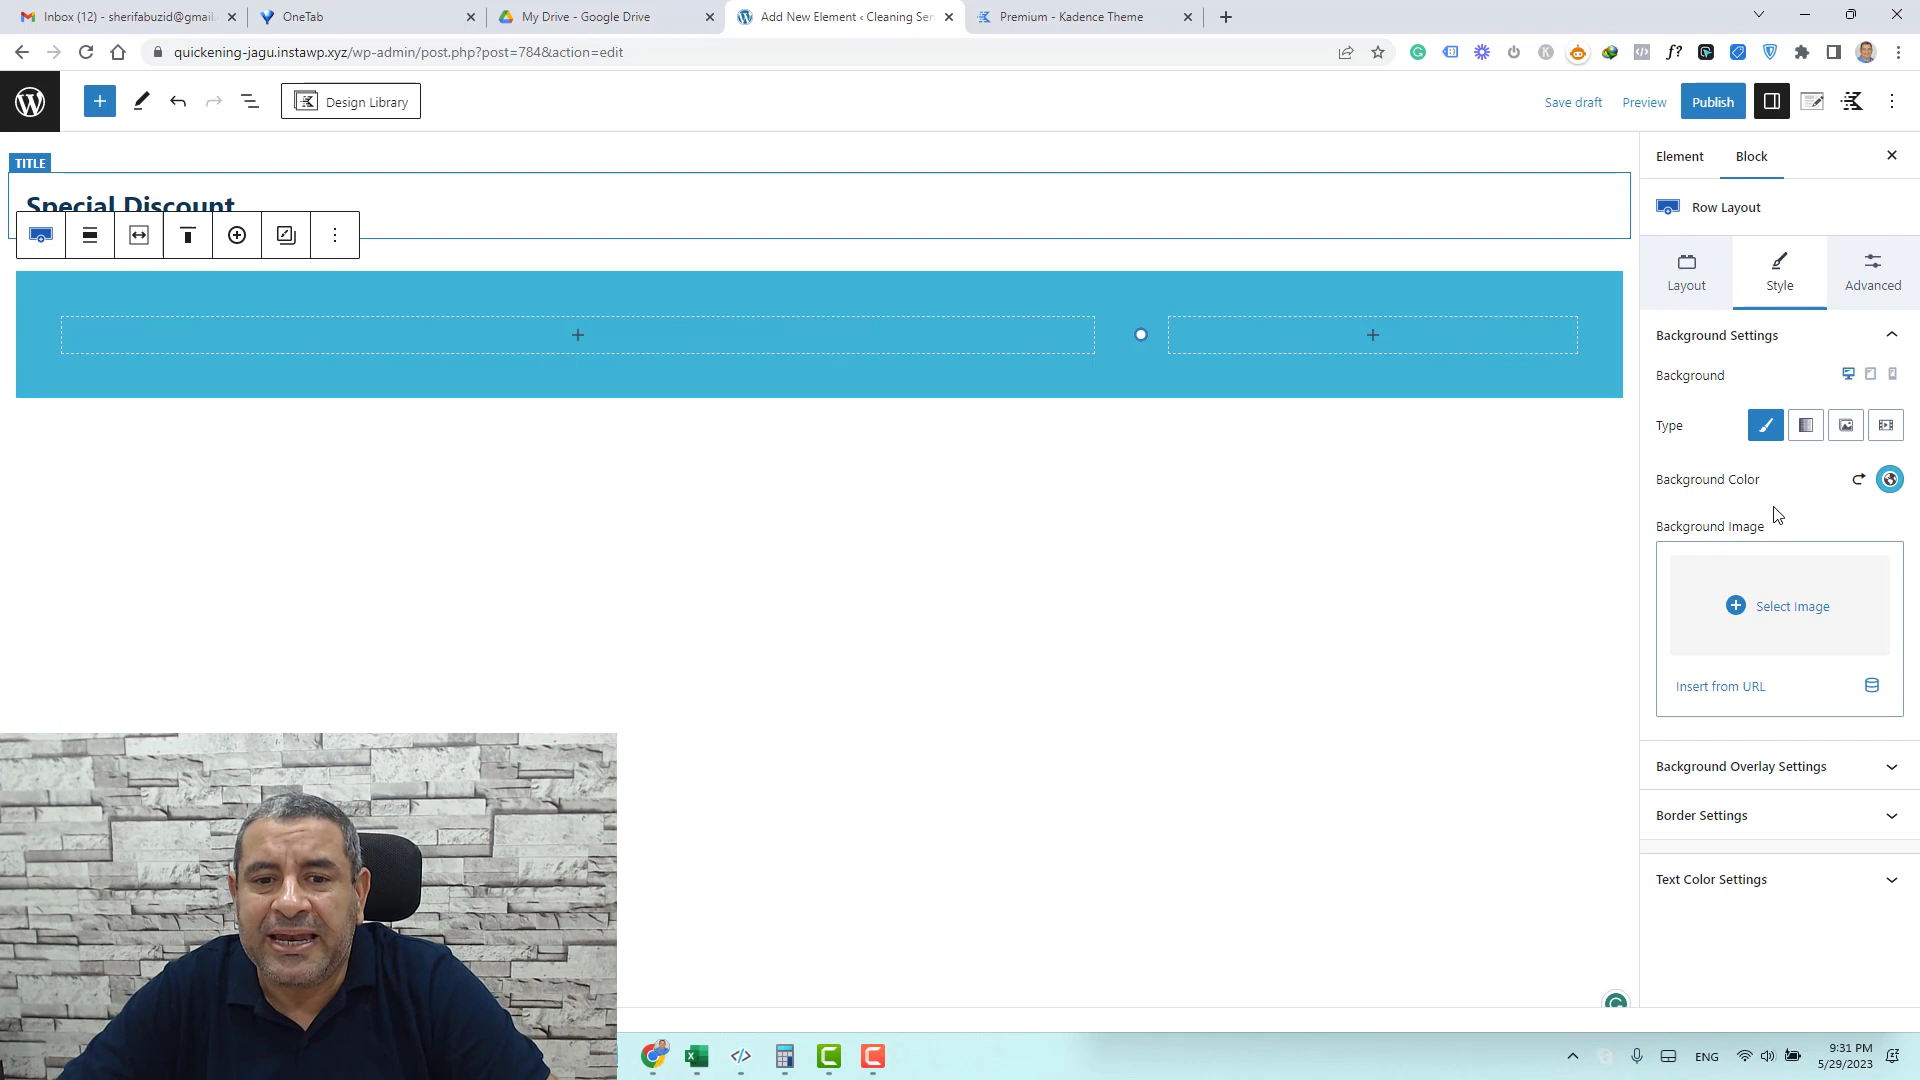 Inbox (12) - sherifabuzid@gmail.
OneTab
My Drive - Google Drive
Add New Element ‹ Cleaning Ser
Premium - Kadence Theme
quickening-jagu.instawp.xyz/wp-admin/post.php?post=784&action=edit
Design Library
Save draft
Preview
Publish
TITLE
Special Discount
Element
Block
Row Layout
Layout
Style
Advanced
Background Settings
Background
Type
Background Color
Background Image
Select Image
Insert from URL
Background Overlay Settings
Border Settings
Text Color Settings
ENG
9:31 PM
5/29/2023